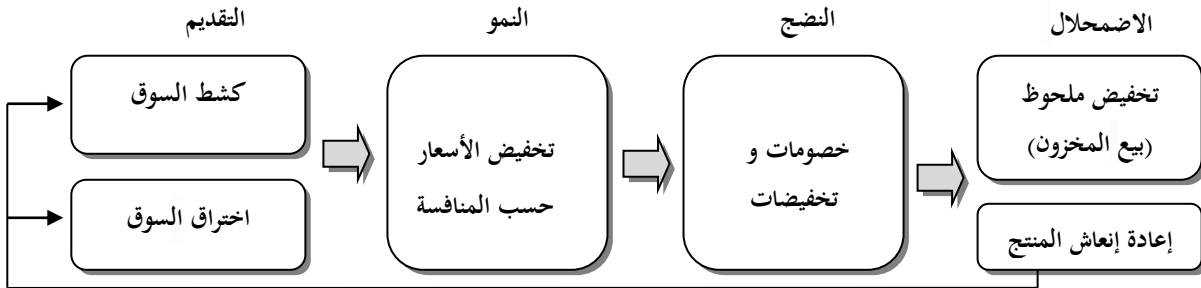 التقديم
النمو
النضج
الاضمحلال
كشط السوق
اختراق السوق
تخفيض الأسعار
حسب المنافسة
خصومات و
تخفيضات
تخفيض ملحوظ
(بيع المخزون)
إعادة إنعاش المنتج